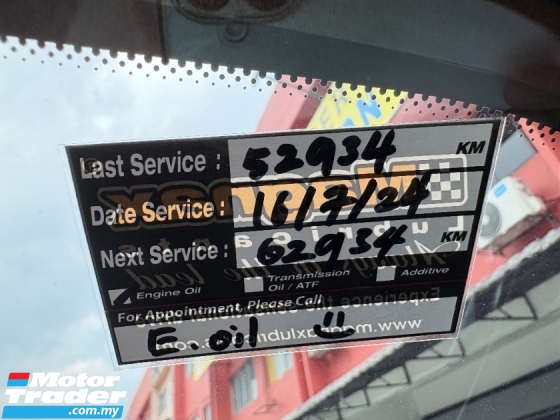 Last Service : 52934 KM
Date Service : 16/7/24
Next Service : 62934 KM
Engine Oil Transmission Oil / ATF Additive
For Appointment, Please Call
E. oil
Motor Trader
.com.my